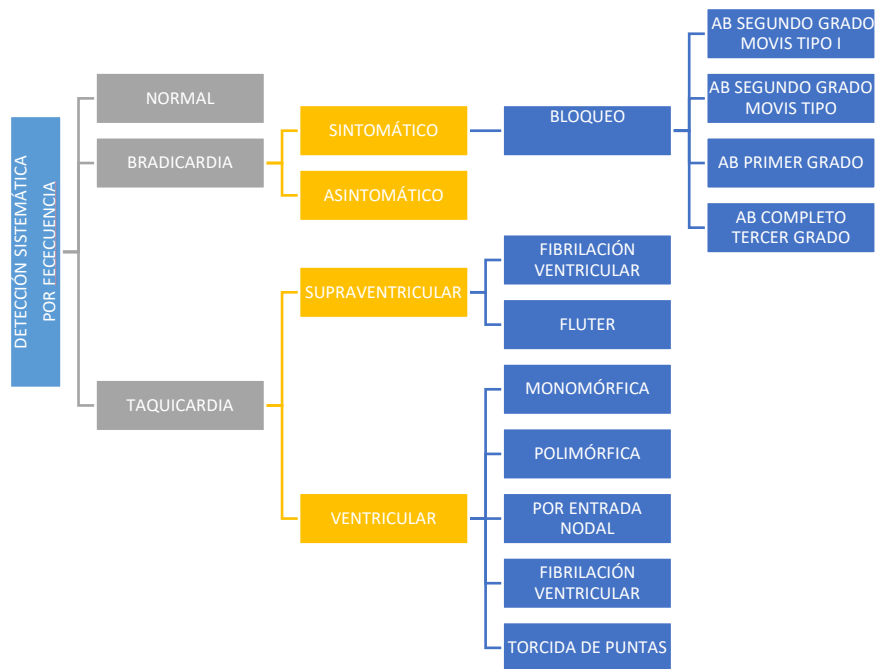 DETECCIÓN SISTEMÁTICA
POR FECECUENCIA
NORMAL
BRADICARDIA
TAQUICARDIA
SINTOMÁTICO
ASINTOMÁTICO
SUPRAVENTRICULAR
VENTRICULAR
BLOQUEO
AB SEGUNDO GRADO
MOVIS TIPO I
AB SEGUNDO GRADO
MOVIS TIPO
AB PRIMER GRADO
AB COMPLETO
TERCER GRADO
FIBRILACIÓN
VENTRICULAR
FLUTER
MONOMÓRFICA
POLIMÓRFICA
POR ENTRADA
NODAL
FIBRILACIÓN
VENTRICULAR
TORCIDA DE PUNTAS